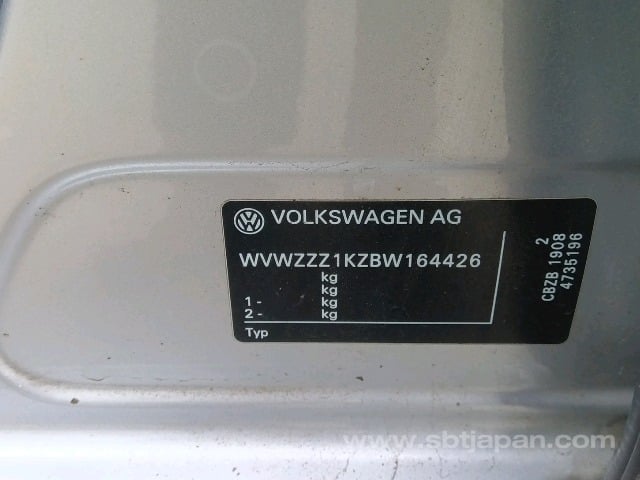 VOLKSWAGEN AG
WVWZZZ1KZBW164426
kg
kg
1 - kg
2 - kg
Typ
2
CBZB 1908
4735196
www.sbtjapan.com